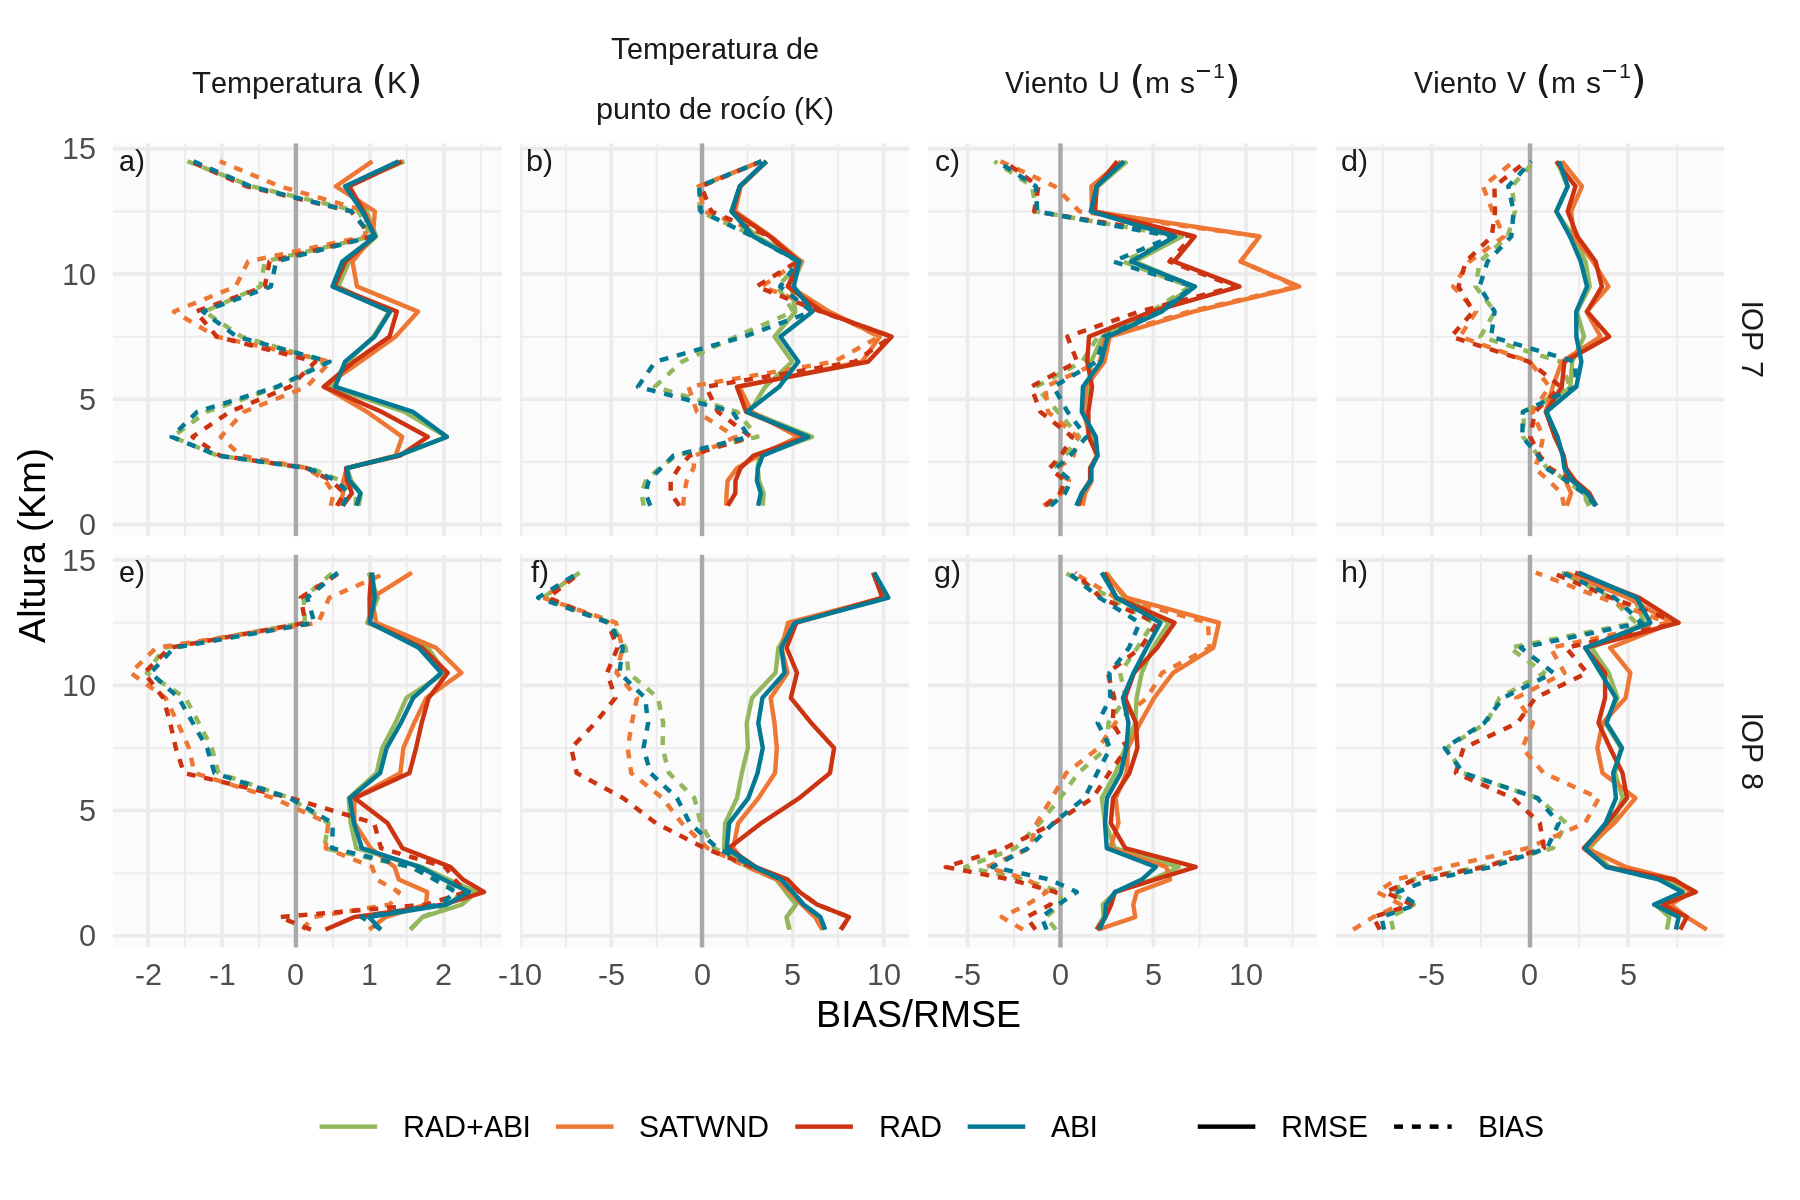 Temperatura (K)
Temperatura de
punto de rocío (K)
Viento U (m s⁻¹)
Viento V (m s⁻¹)
a)
b)
c)
d)
15
10
5
0
IOP 7
Altura (Km)
e)
f)
g)
h)
15
10
5
0
IOP 8
-2 -1 0 1 2
-10 -5 0 5 10
-5 0 5 10
-5 0 5
BIAS/RMSE
RAD+ABI SATWND RAD ABI RMSE BIAS